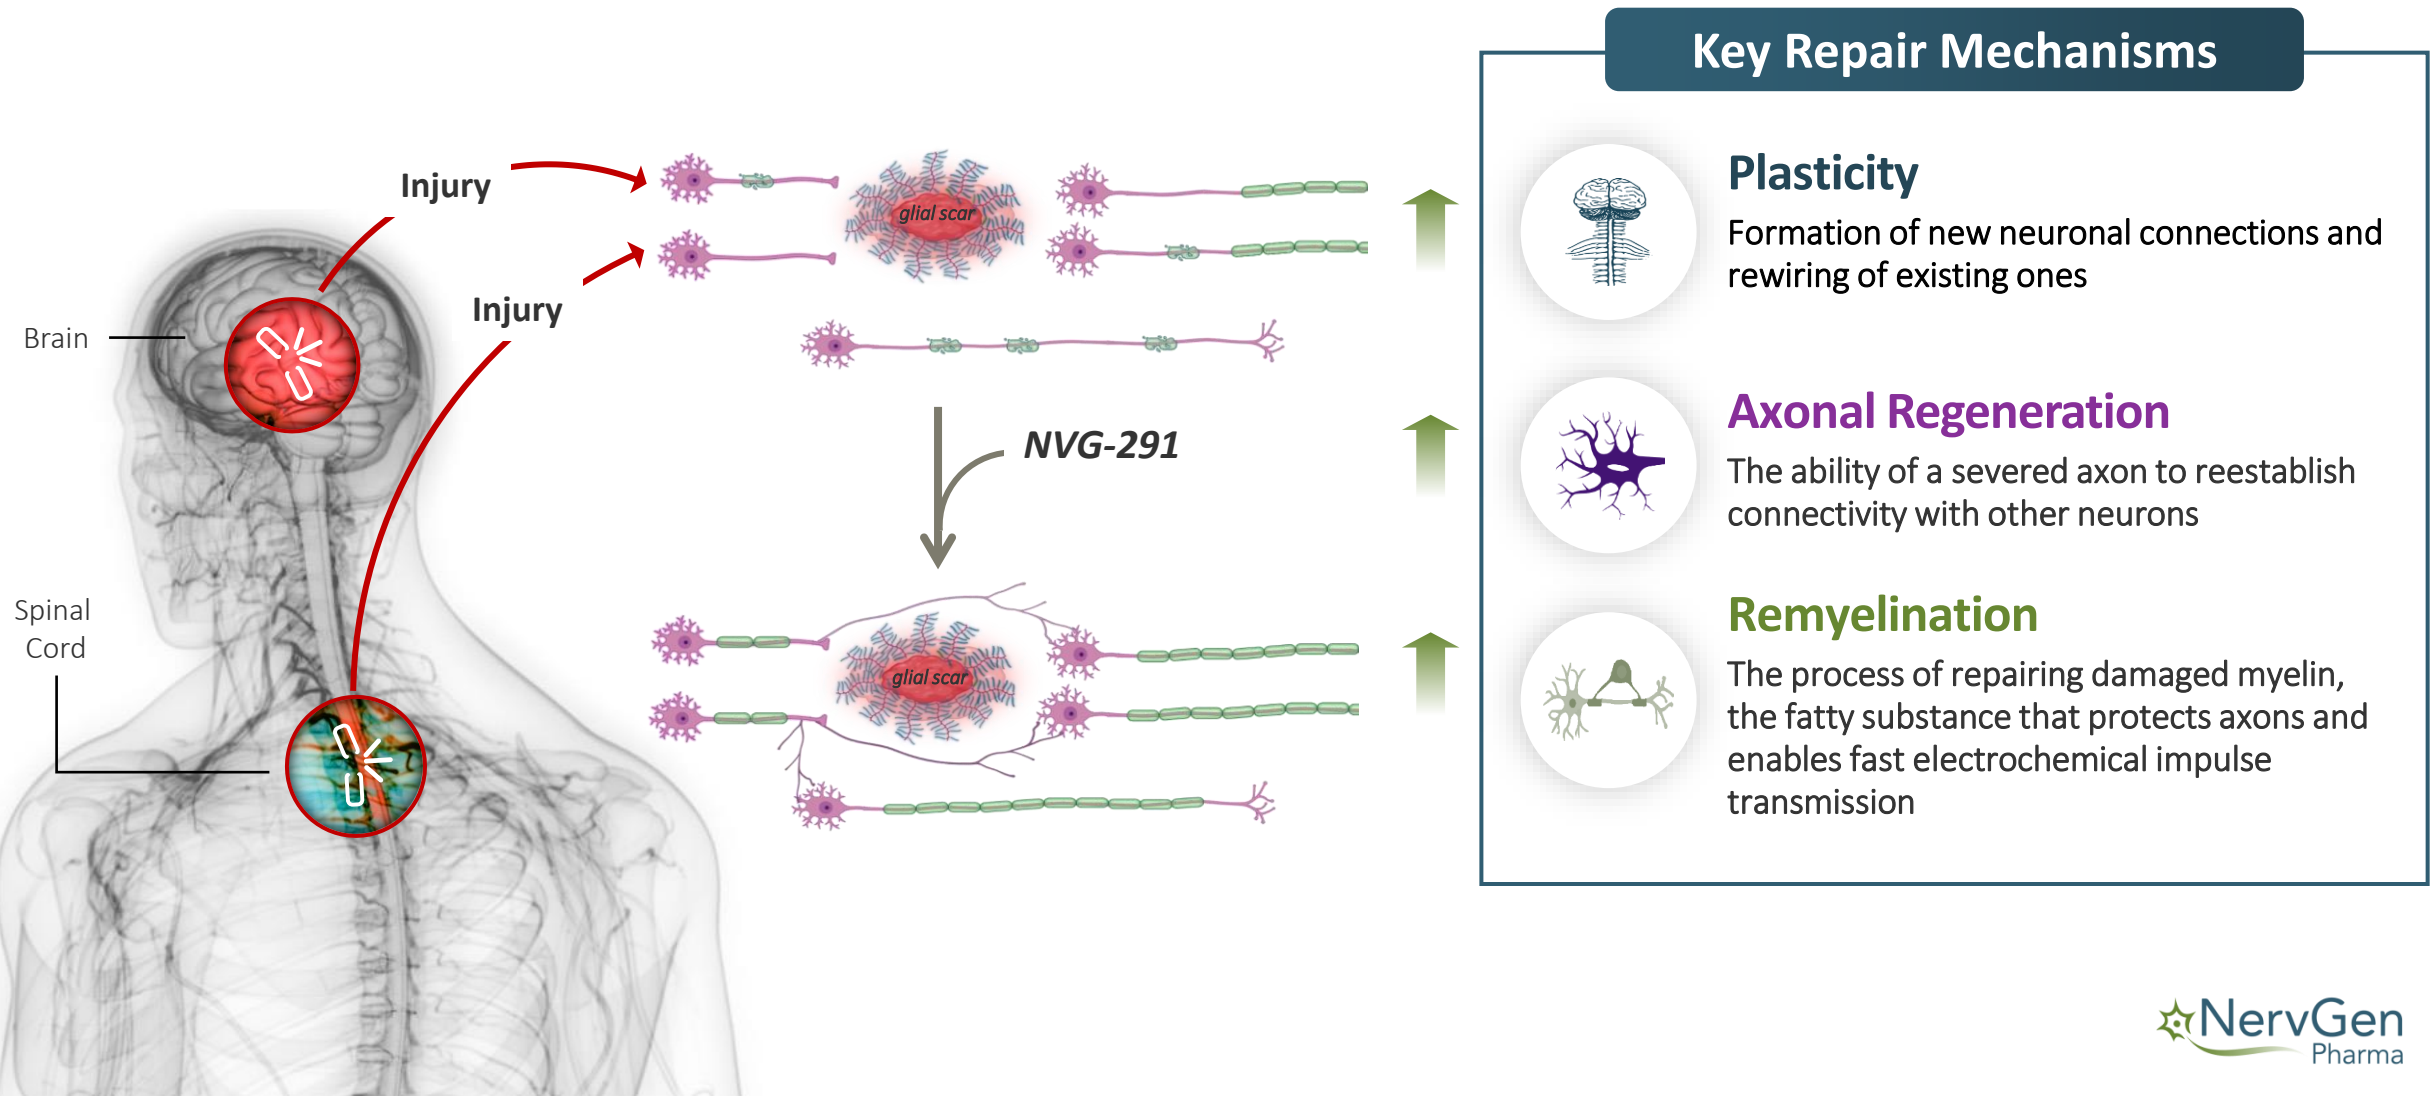 Key Repair Mechanisms
Injury
Injury
Brain
Spinal
Cord
glial scar
NVG-291
glial scar
Plasticity
Formation of new neuronal connections and
rewiring of existing ones
Axonal Regeneration
The ability of a severed axon to reestablish
connectivity with other neurons
Remyelination
The process of repairing damaged myelin,
the fatty substance that protects axons and
enables fast electrochemical impulse
transmission
NervGen
Pharma